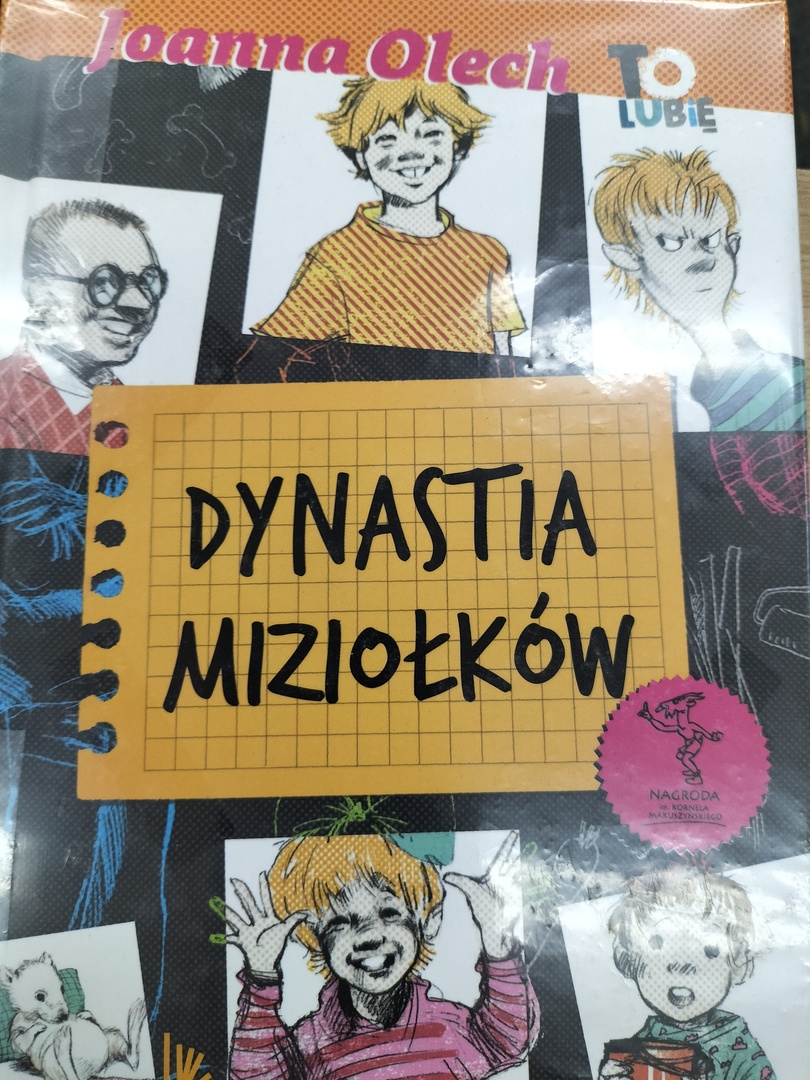 Joanna Olech
TO
LUBIĘ
DYNASTIA
MIZIOŁKÓW
NAGRODA
im. KORNELA
MAKUSZYŃSKIEGO